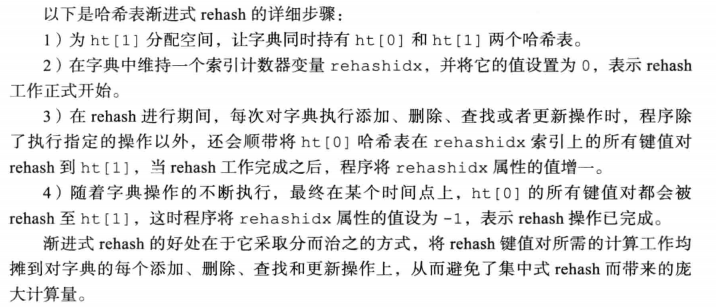 以下是哈希表渐进式 rehash 的详细步骤：
1）为 ht[1] 分配空间，让字典同时持有 ht[0] 和 ht[1] 两个哈希表。
2）在字典中维持一个索引计数器变量 rehashidx，并将它的值设置为 0，表示 rehash
工作正式开始。
3）在 rehash 进行期间，每次对字典执行添加、删除、查找或者更新操作时，程序除
了执行指定的操作以外，还会顺带将 ht[0] 哈希表在 rehashidx 索引上的所有键值对
rehash 到 ht[1]，当 rehash 工作完成之后，程序将 rehashidx 属性的值增一。
4）随着字典操作的不断执行，最终在某个时间点上，ht[0] 的所有键值对都会被
rehash 至 ht[1]，这时程序将 rehashidx 属性的值设为 -1，表示 rehash 操作已完成。
渐进式 rehash 的好处在于它采取分而治之的方式，将 rehash 键值对所需的计算工作均
摊到对字典的每个添加、删除、查找和更新操作上，从而避免了集中式 rehash 而带来的庞
大计算量。